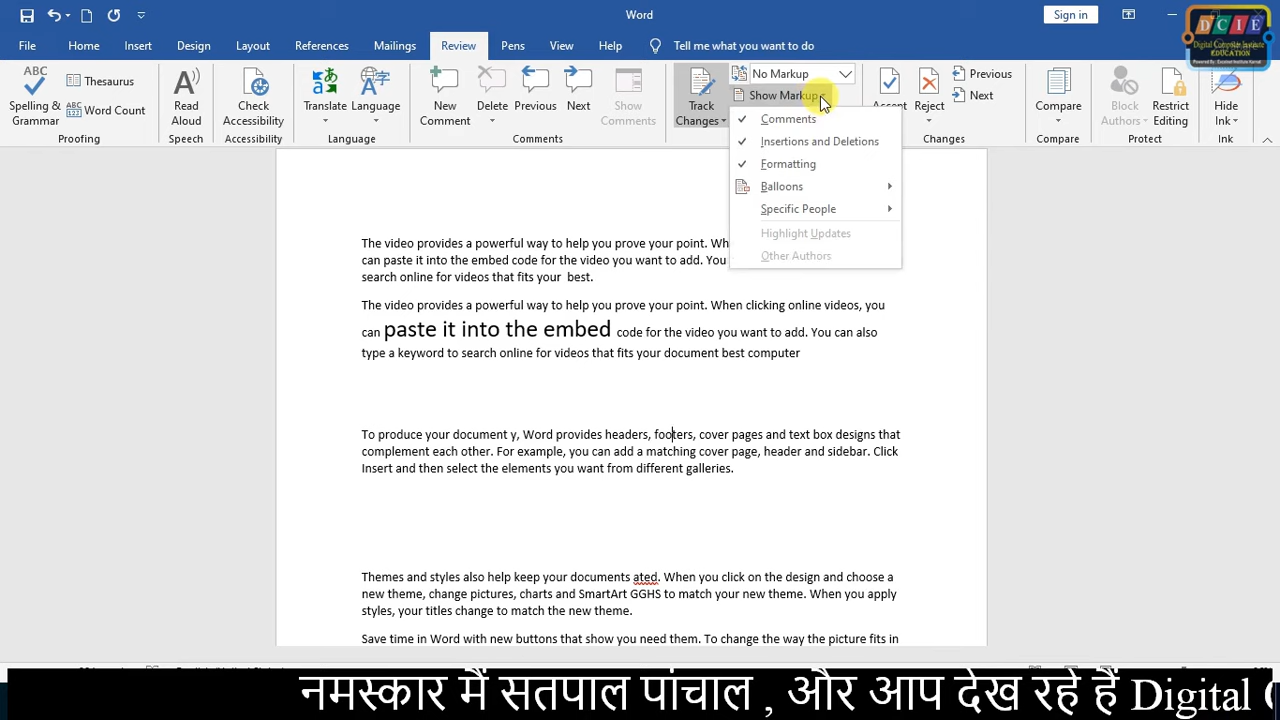 Word
Sign in
DCIE
Digital Computer Institute
EDUCATION
File Home Insert Design Layout References Mailings Review Pens View Help Tell me what you want to do
ABC
Spelling & Grammar
Thesaurus
ABC
123
Word Count
Read Aloud
Check Accessibility
Translate
Language
New Comment
Delete
Previous
Next
Show Comments
Track Changes
No Markup
Show Markup
Accept
Reject
Previous
Next
Compare
Block Authors
Restrict Editing
Hide Ink
Proofing Speech Accessibility Language Comments Changes Compare Protect Ink
Comments
Insertions and Deletions
Formatting
Balloons
Specific People
Highlight Updates
Other Authors
The video provides a powerful way to help you prove your point. Wh
can paste it into the embed code for the video you want to add. You
search online for videos that fits your best.
The video provides a powerful way to help you prove your point. When clicking online videos, you
can paste it into the embed code for the video you want to add. You can also
type a keyword to search online for videos that fits your document best computer
To produce your document y, Word provides headers, footers, cover pages and text box designs that
complement each other. For example, you can add a matching cover page, header and sidebar. Click
Insert and then select the elements you want from different galleries.
Themes and styles also help keep your documents ated. When you click on the design and choose a
new theme, change pictures, charts and SmartArt GGHS to match your new theme. When you apply
styles, your titles change to match the new theme.
Save time in Word with new buttons that show you need them. To change the way the picture fits in
नमस्कार मैं सतपाल पांचाल , और आप देख रहे हैं Digital